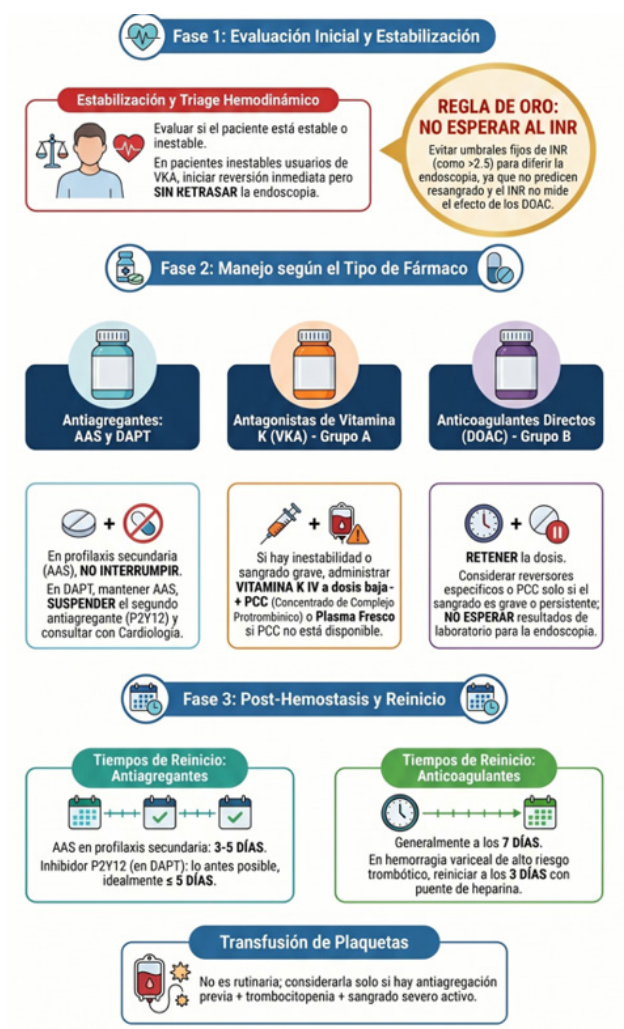 Fase 1: Evaluación Inicial y Estabilización
Estabilización y Triage Hemodinámico
Evaluar si el paciente está estable o
inestable.
En pacientes inestables usuarios de
VKA, iniciar reversión inmediata pero
SIN RETRASAR la endoscopia.
REGLA DE ORO:
NO ESPERAR AL INR
Evitar umbrales fijos de INR
(como >2.5) para diferir la
endoscopia, ya que no predicen
resangrado y el INR no mide
el efecto de los DOAC.
Fase 2: Manejo según el Tipo de Fármaco
Antiagregantes:
AAS y DAPT
En profilaxis secundaria
(AAS), NO INTERRUMPIR.
En DAPT, mantener AAS,
SUSPENDER el segundo
antiagregante (P2Y12) y
consultar con Cardiología.
Antagonistas de Vitamina
K (VKA) - Grupo A
Si hay inestabilidad o
sangrado grave, administrar
VITAMINA K IV a dosis baja-
+ PCC (Concentrado de Complejo
Protrombinico) o Plasma Fresco
si PCC no está disponible.
Anticoagulantes Directos
(DOAC) - Grupo B
RETENER la dosis.
Considerar reversores
especificos o PCC solo si el
sangrado es grave o persistente;
NO ESPERAR resultados de
laboratorio para la endoscopia.
Fase 3: Post-Hemostasis y Reinicio
Tiempos de Reinicio:
Antiagregantes
AAS en profilaxis secundaria: 3-5 DÍAS.
Inhibidor P2Y12 (en DAPT): lo antes posible,
idealmente ≤ 5 DÍAS.
Tiempos de Reinicio:
Anticoagulantes
Generalmente a los 7 DÍAS.
En hemorragia variceal de alto riesgo
trombótico, reiniciar a los 3 DÍAS con
puente de heparina.
Transfusión de Plaquetas
No es rutinaria; considerarla solo si hay antiagregación
previa + trombocitopenia + sangrado severo activo.